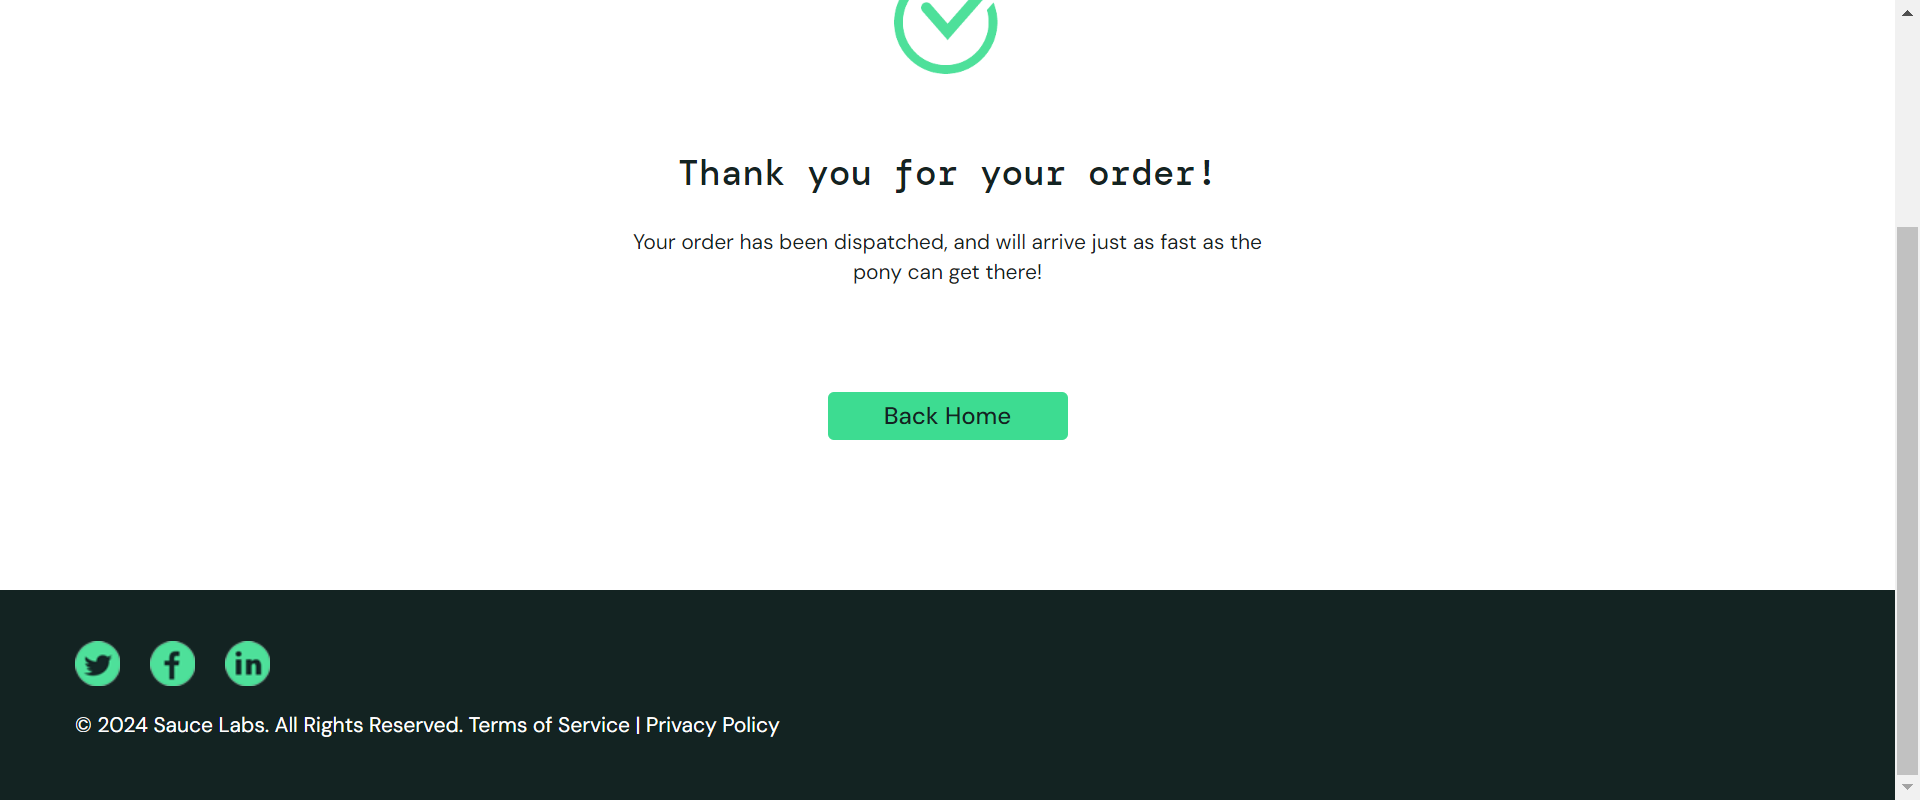 Thank you for your order!
Your order has been dispatched, and will arrive just as fast as the
pony can get there!
Back Home
© 2024 Sauce Labs. All Rights Reserved. Terms of Service | Privacy Policy